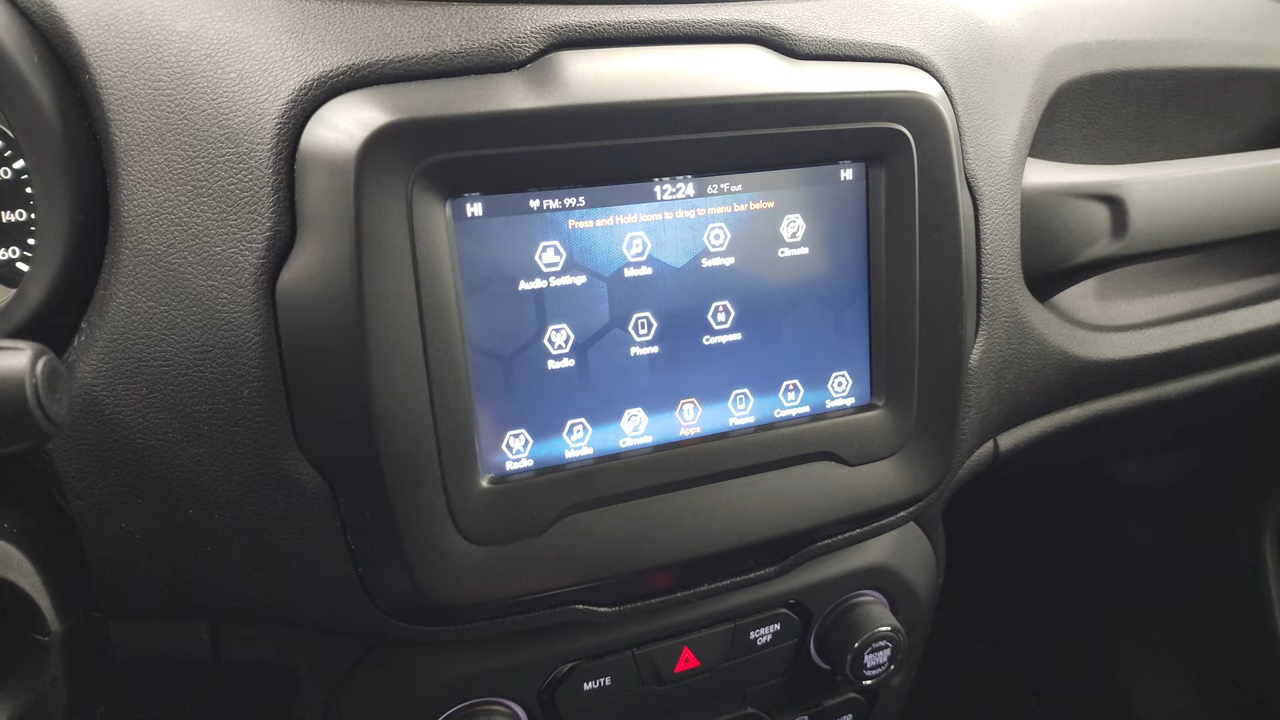 HI
FM: 99.5
12:24
62 °F out
HI
Press and Hold icons to drag to menu bar below
Audio Settings
Media
Settings
Climate
Radio
Phone
N
Compass
Radio
Media
Climate
Apps
Phone
N
Compass
Settings
140
MUTE
SCREEN
OFF
BROWSE
ENTER